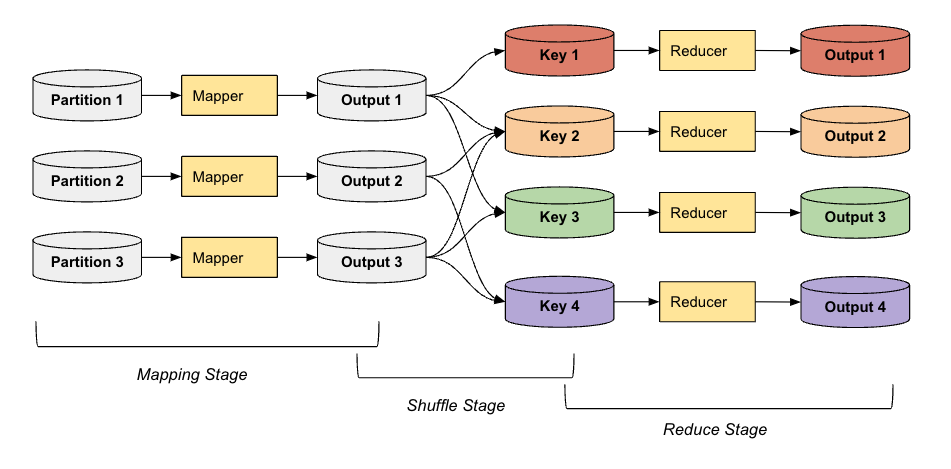 Key 1
Reducer
Output 1
Partition 1
Mapper
Output 1
Key 2
Reducer
Output 2
Partition 2
Mapper
Output 2
Key 3
Reducer
Output 3
Partition 3
Mapper
Output 3
Key 4
Reducer
Output 4
Mapping Stage
Shuffle Stage
Reduce Stage